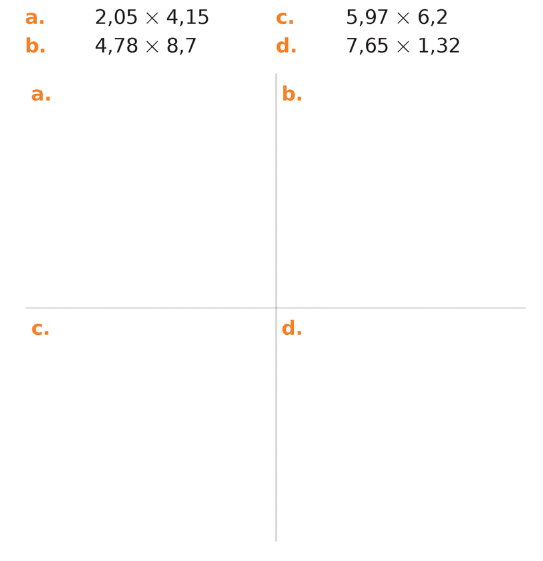 a. 2,05 × 4,15 c. 5,97 × 6,2
b. 4,78 × 8,7 d. 7,65 × 1,32
a. b.
c. d.